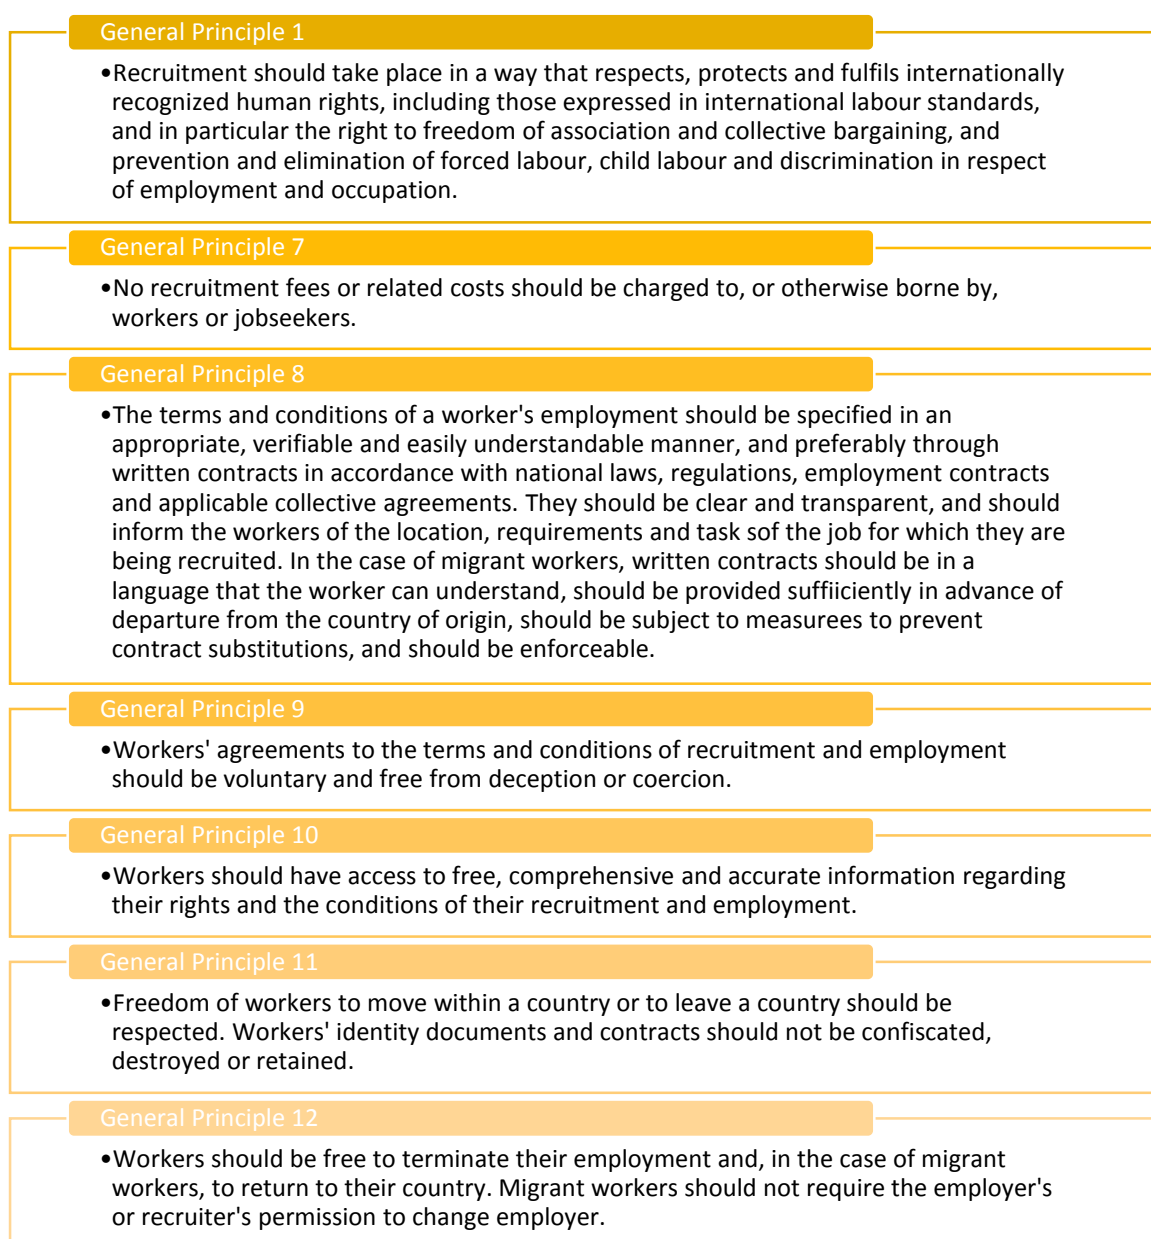 General Principle 1
•Recruitment should take place in a way that respects, protects and fulfils internationally
recognized human rights, including those expressed in international labour standards,
and in particular the right to freedom of association and collective bargaining, and
prevention and elimination of forced labour, child labour and discrimination in respect
of employment and occupation.
General Principle 7
•No recruitment fees or related costs should be charged to, or otherwise borne by,
workers or jobseekers.
General Principle 8
•The terms and conditions of a worker's employment should be specified in an
appropriate, verifiable and easily understandable manner, and preferably through
written contracts in accordance with national laws, regulations, employment contracts
and applicable collective agreements. They should be clear and transparent, and should
inform the workers of the location, requirements and task sof the job for which they are
being recruited. In the case of migrant workers, written contracts should be in a
language that the worker can understand, should be provided suffiiciently in advance of
departure from the country of origin, should be subject to measurees to prevent
contract substitutions, and should be enforceable.
General Principle 9
•Workers' agreements to the terms and conditions of recruitment and employment
should be voluntary and free from deception or coercion.
General Principle 10
•Workers should have access to free, comprehensive and accurate information regarding
their rights and the conditions of their recruitment and employment.
General Principle 11
•Freedom of workers to move within a country or to leave a country should be
respected. Workers' identity documents and contracts should not be confiscated,
destroyed or retained.
General Principle 12
•Workers should be free to terminate their employment and, in the case of migrant
workers, to return to their country. Migrant workers should not require the employer's
or recruiter's permission to change employer.